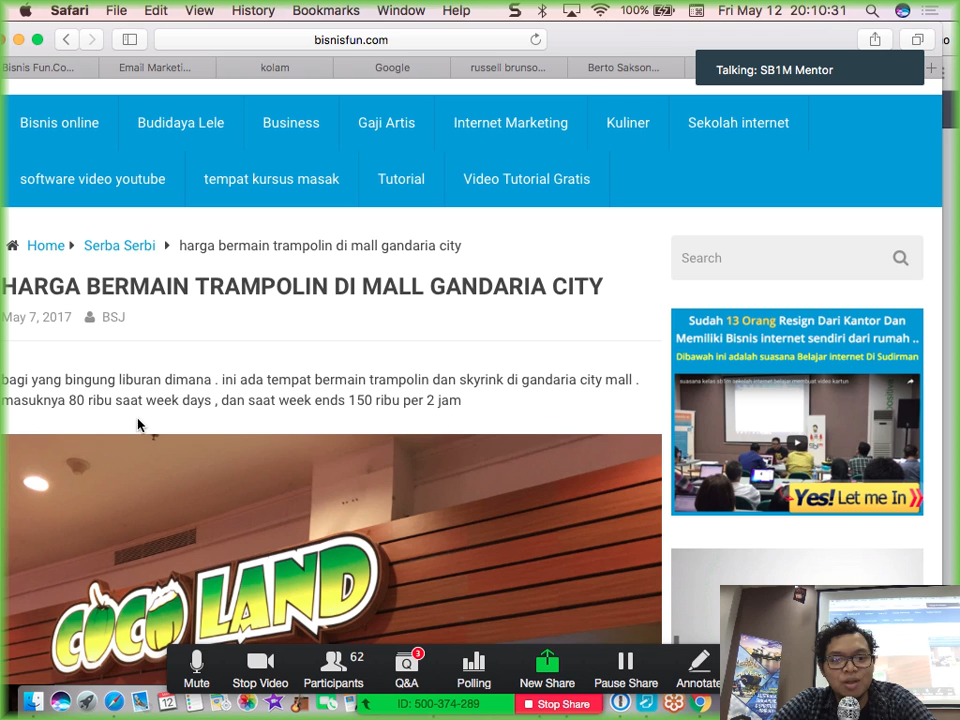 Safari File Edit View History Bookmarks Window Help S 100% Fri May 12 20:10:31
bisnisfun.com
Bisnis Fun.Co... Email Marketi... kolam Google russell brunso... Berto Sakson...
Talking: SB1M Mentor
Bisnis online Budidaya Lele Business Gaji Artis Internet Marketing Kuliner Sekolah internet
software video youtube tempat kursus masak Tutorial Video Tutorial Gratis
Home Serba Serbi harga bermain trampolin di mall gandaria city
Search
HARGA BERMAIN TRAMPOLIN DI MALL GANDARIA CITY
May 7, 2017 BSJ
Sudah 13 Orang Resign Dari Kantor Dan
Memiliki Bisnis internet sendiri dari rumah ..
Dibawah ini adalah suasana Belajar Internet Di Sudirman
bagi yang bingung liburan dimana . ini ada tempat bermain trampolin dan skyrink di gandaria city mall .
masuknya 80 ribu saat week days , dan saat week ends 150 ribu per 2 jam
Yes! Let me In
COCO LAND
62
3
Mute Stop Video Participants Q&A Polling New Share Pause Share Annotate
12
ID: 500-374-289 Stop Share